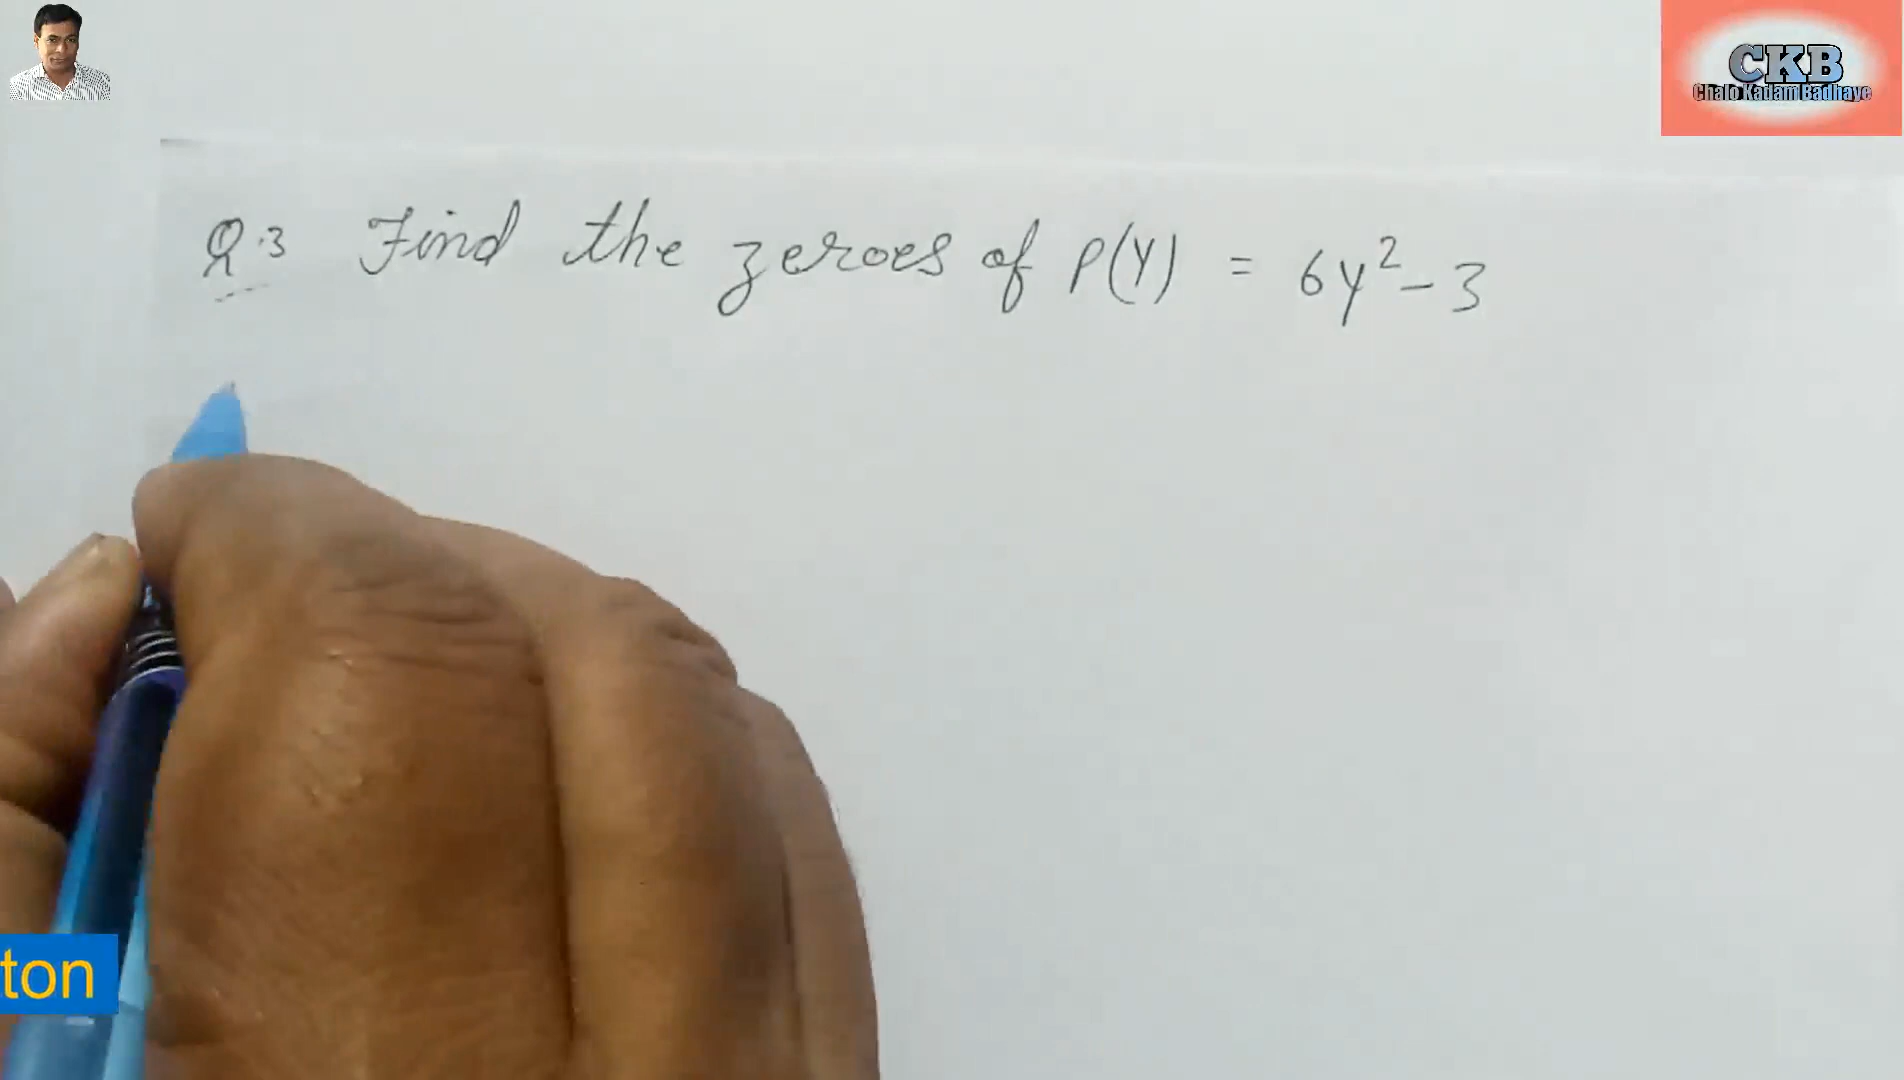 CKB
Chalo Kadam Badhaye
Q.3 Find the zeroes of P(Y) = 6y² - 3
ton